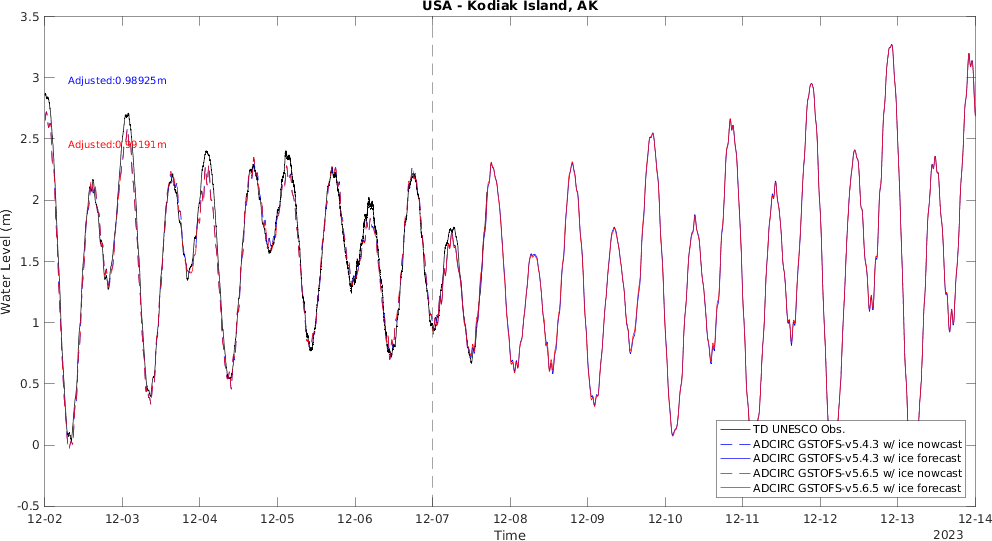 USA - Kodiak Island, AK
3.5
3
2.5
2
1.5
1
0.5
0
-0.5
Water Level (m)
Adjusted:0.98925m
Adjusted:0.99191m
TD UNESCO Obs.
ADCIRC GSTOFS-v5.4.3 w/ ice nowcast
ADCIRC GSTOFS-v5.4.3 w/ ice forecast
ADCIRC GSTOFS-v5.6.5 w/ ice nowcast
ADCIRC GSTOFS-v5.6.5 w/ ice forecast
12-02 12-03 12-04 12-05 12-06 12-07 12-08 12-09 12-10 12-11 12-12 12-13 12-14
Time
2023